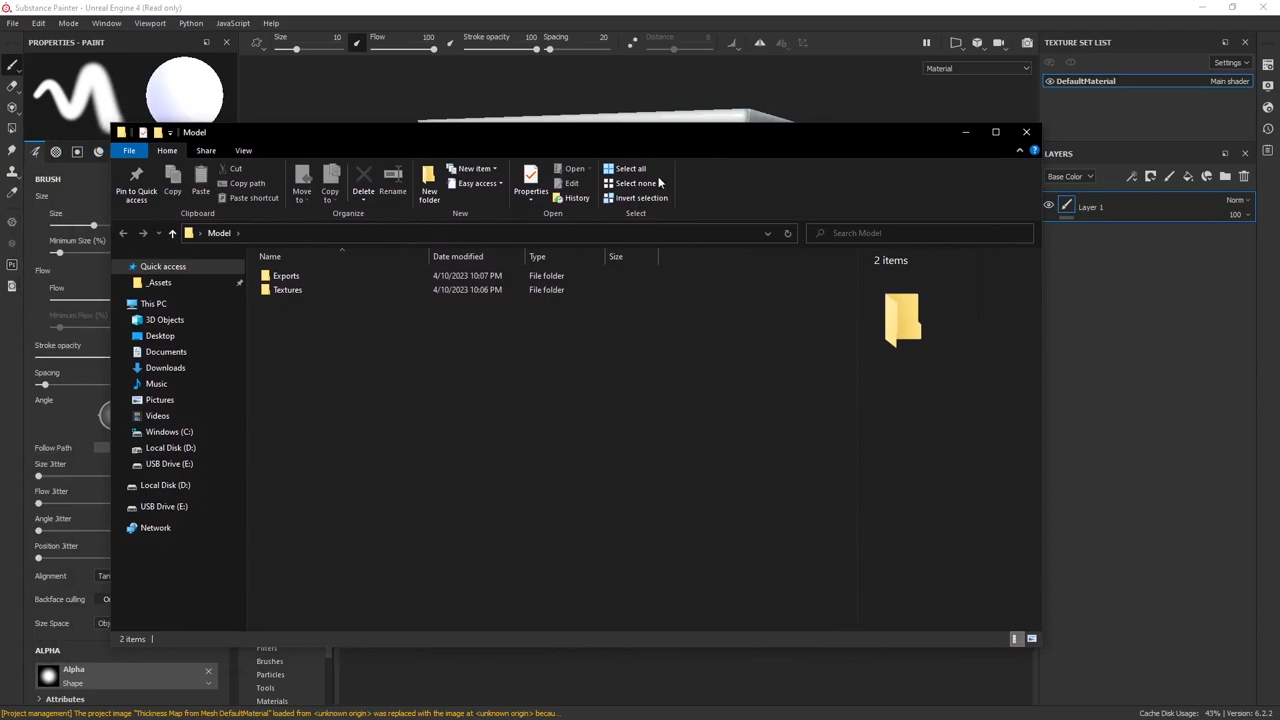 Substance Painter - Unreal Engine 4 (Read only)
File Edit Mode Window Viewport Python JavaScript Help
PROPERTIES - PAINT
Size 10 Flow 100 Stroke opacity 100 Spacing 20 Distance 8
Material
TEXTURE SET LIST
Settings
DefaultMaterial Main shader
LAYERS
Base Color
Layer 1 Norm
100
BRUSH
Size
Size
Minimum Size (%)
Flow
Flow
Minimum Flow (%)
Stroke opacity
Spacing
Angle
Follow Path
Size Jitter
Flow Jitter
Angle Jitter
Position Jitter
Alignment Tan
Backface culling On
Size Space Obj
ALPHA
Alpha
Shape
Attributes
Model
File Home Share View
Pin to Quick access
Copy
Paste
Cut
Copy path
Paste shortcut
Clipboard
Move to
Copy to
Delete
Rename
Organize
New folder
New item
Easy access
New
Properties
Open
Edit
History
Open
Select all
Select none
Invert selection
Select
Model
Search Model
Name Date modified Type Size
Exports 4/10/2023 10:07 PM File folder
Textures 4/10/2023 10:06 PM File folder
2 items
Quick access
_Assets
This PC
3D Objects
Desktop
Documents
Downloads
Music
Pictures
Videos
Windows (C:)
Local Disk (D:)
USB Drive (E:)
Local Disk (D:)
USB Drive (E:)
Network
2 items
Filters
Brushes
Particles
Tools
Materials
[Project management] The project image "Thickness Map from Mesh DefaultMaterial" loaded from <unknown origin> was replaced with the image at <unknown origin> becau...
Cache Disk Usage: 43% | Version: 6.2.2